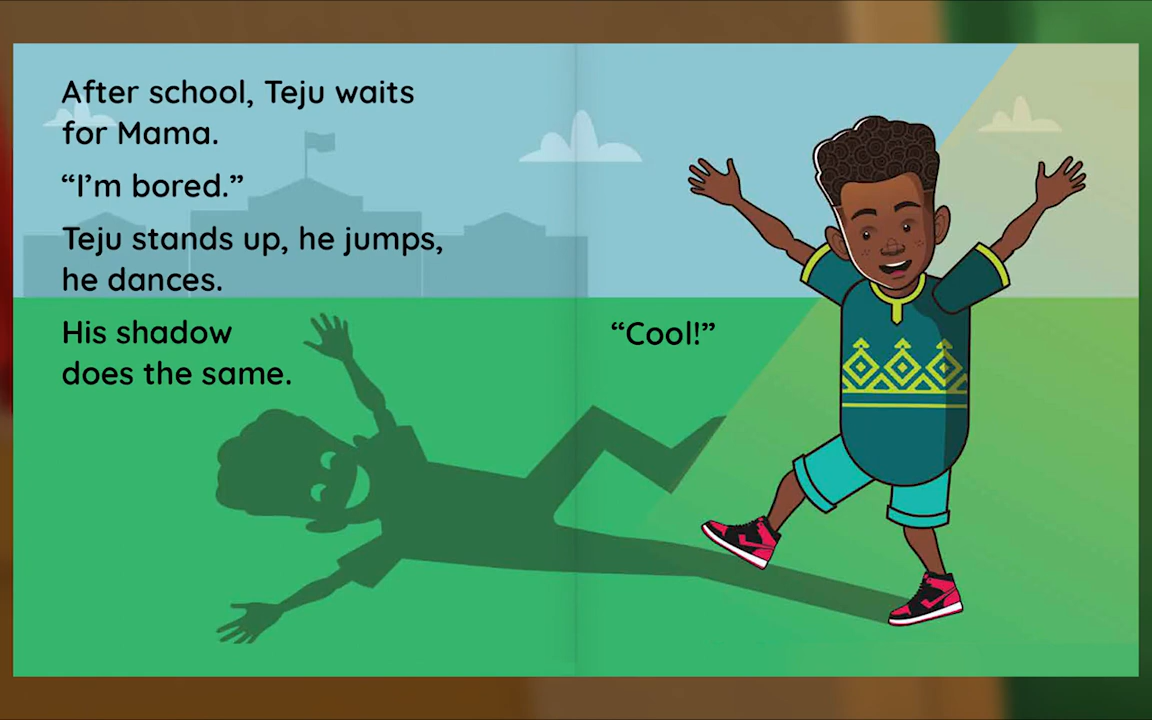 After school, Teju waits
for Mama.
“I’m bored.”
Teju stands up, he jumps,
he dances.
His shadow
does the same.
“Cool!”